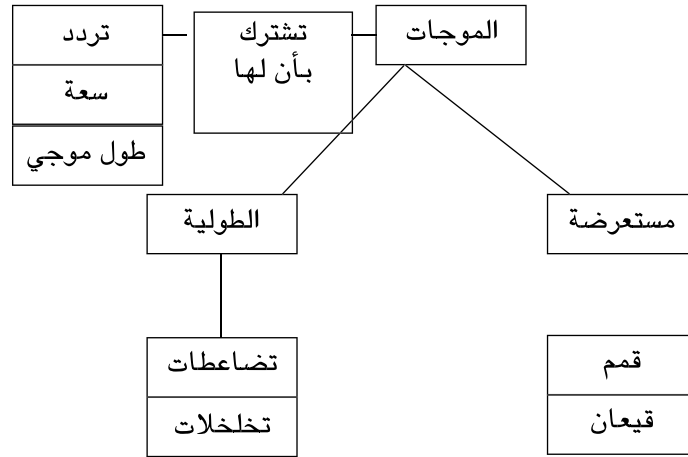 الموجات
تشترك
بأن لها
تردد
سعة
طول موجي
مستعرضة
الطولية
قمم
قيعان
تضاعطات
تخلخلات